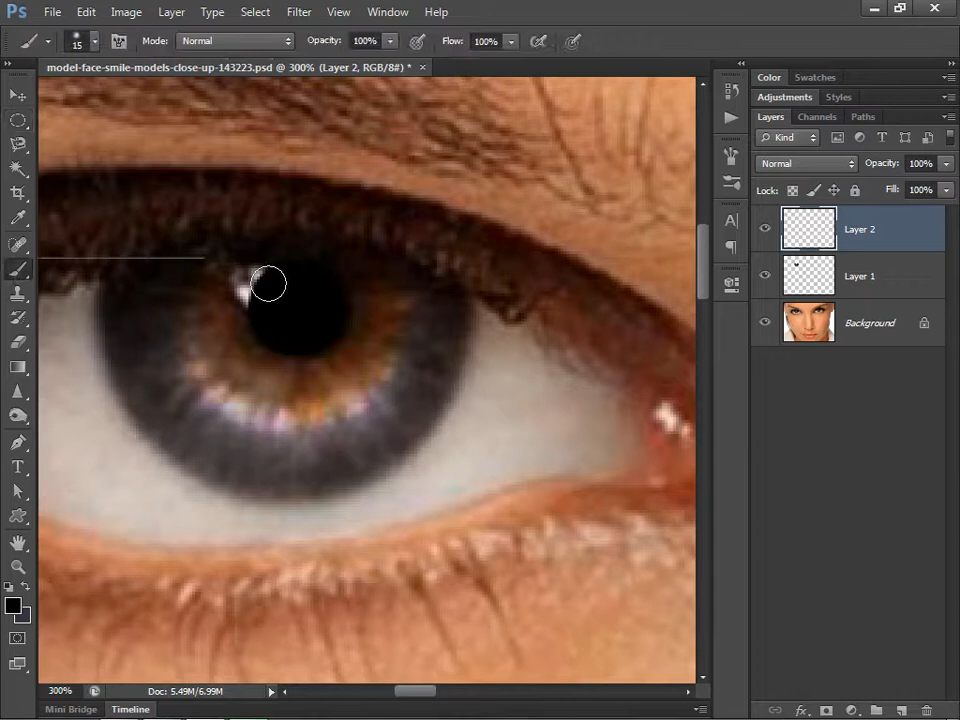 Ps File Edit Image Layer Type Select Filter View Window Help
15 Mode: Normal Opacity: 100% Flow: 100%
model-face-smile-models-close-up-143223.psd @ 300% (Layer 2, RGB/8#) * ×
Color Swatches
Adjustments Styles
Layers Channels Paths
Kind
Normal Opacity: 100%
Lock: Fill: 100%
Layer 2
Layer 1
Background
300% Doc: 5.49M/6.99M
Mini Bridge Timeline